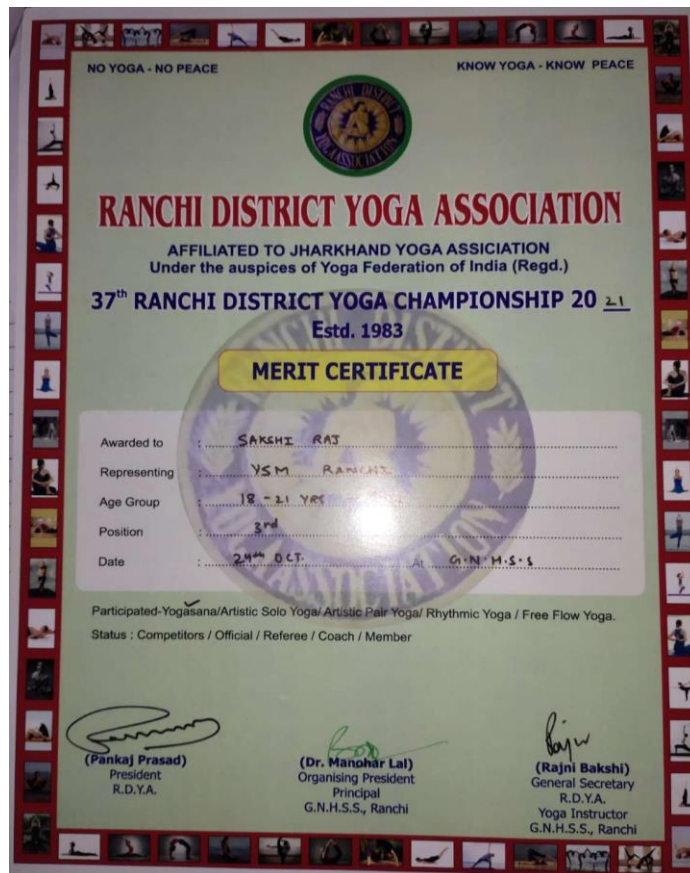 NO YOGA - NO PEACE
KNOW YOGA - KNOW PEACE
RANCHI DISTRICT YOGA ASSOCIATION
AFFILIATED TO JHARKHAND YOGA ASSICIATION
Under the auspices of Yoga Federation of India (Regd.)
37th RANCHI DISTRICT YOGA CHAMPIONSHIP 20 21
Estd. 1983
MERIT CERTIFICATE
Awarded to : SAKSHI RAJ
Representing : YSM RANCHI
Age Group : 18 - 21 YRS
Position : 3rd
Date : 24th OCT. At G.N.H.S.S
Participated-Yogasana/Artistic Solo Yoga/ Artistic Pair Yoga/ Rhythmic Yoga / Free Flow Yoga.
Status : Competitors / Official / Referee / Coach / Member
(Pankaj Prasad)
President
R.D.Y.A.
(Dr. Manohar Lal)
Organising President
Principal
G.N.H.S.S., Ranchi
(Rajni Bakshi)
General Secretary
R.D.Y.A.
Yoga Instructor
G.N.H.S.S., Ranchi